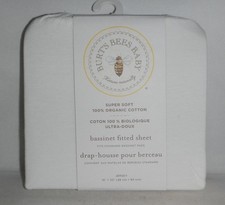 BURT'S BEES BABY
SUPER SOFT
100% ORGANIC COTTON
COTON 100 % BIOLOGIQUE
ULTRA-DOUX
bassinet fitted sheet
drap-housse pour berceau